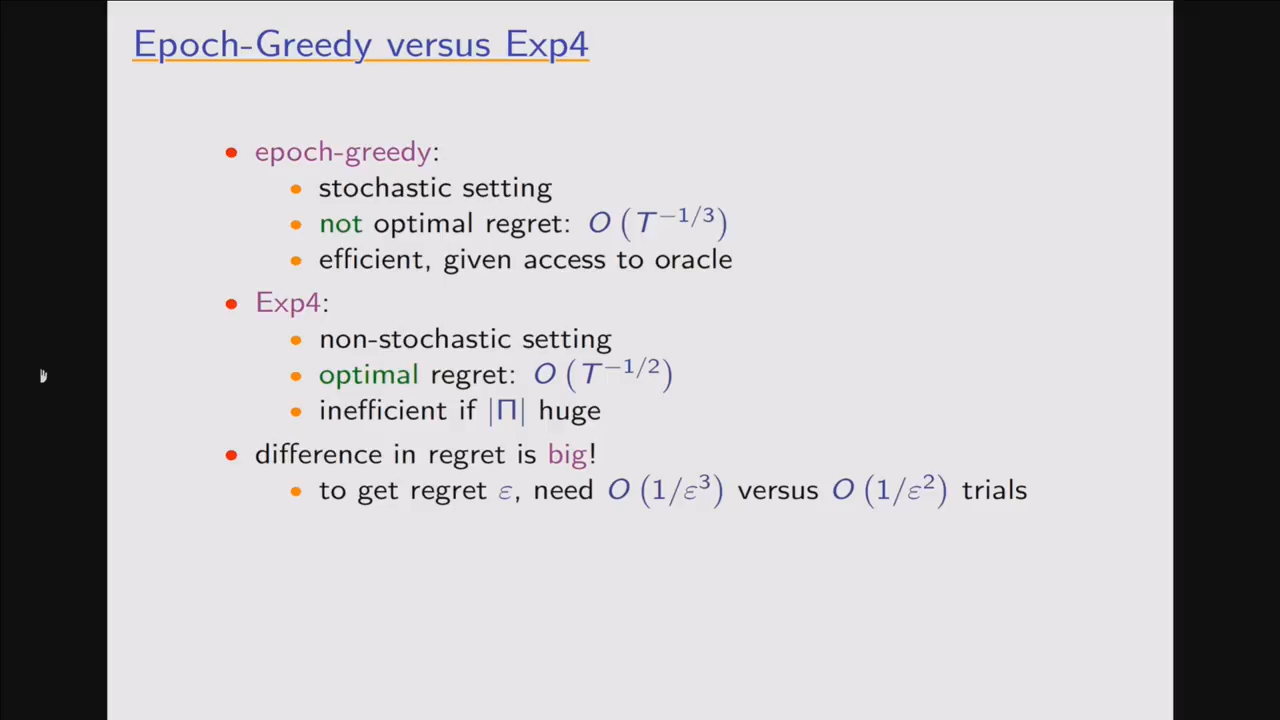 Epoch-Greedy versus Exp4
• epoch-greedy:
• stochastic setting
• not optimal regret: O (T^{−1/3})
• efficient, given access to oracle
• Exp4:
• non-stochastic setting
• optimal regret: O (T^{−1/2})
• inefficient if |Π| huge
• difference in regret is big!
• to get regret ε, need O (1/ε³) versus O (1/ε²) trials